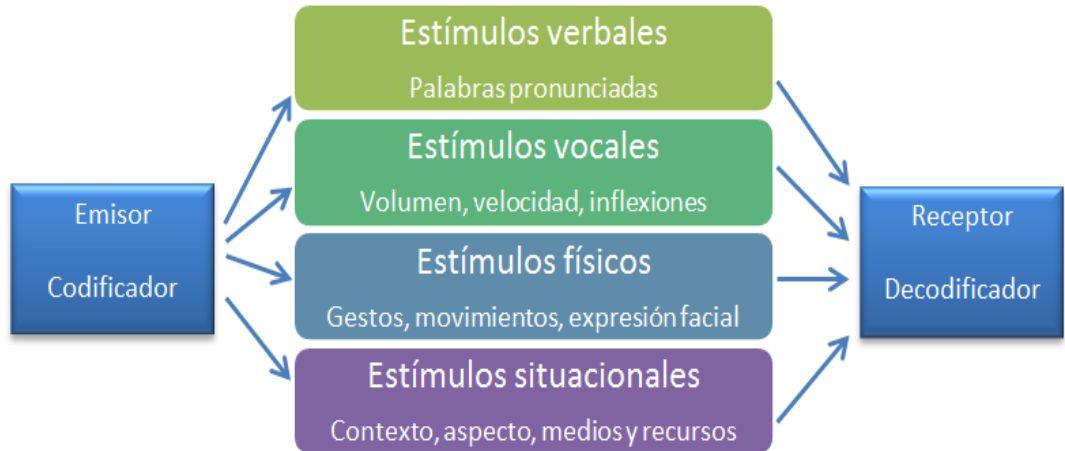 Emisor
Codificador
Estímulos verbales
Palabras pronunciadas
Estímulos vocales
Volumen, velocidad, inflexiones
Estímulos físicos
Gestos, movimientos, expresión facial
Estímulos situacionales
Contexto, aspecto, medios y recursos
Receptor
Decodificador